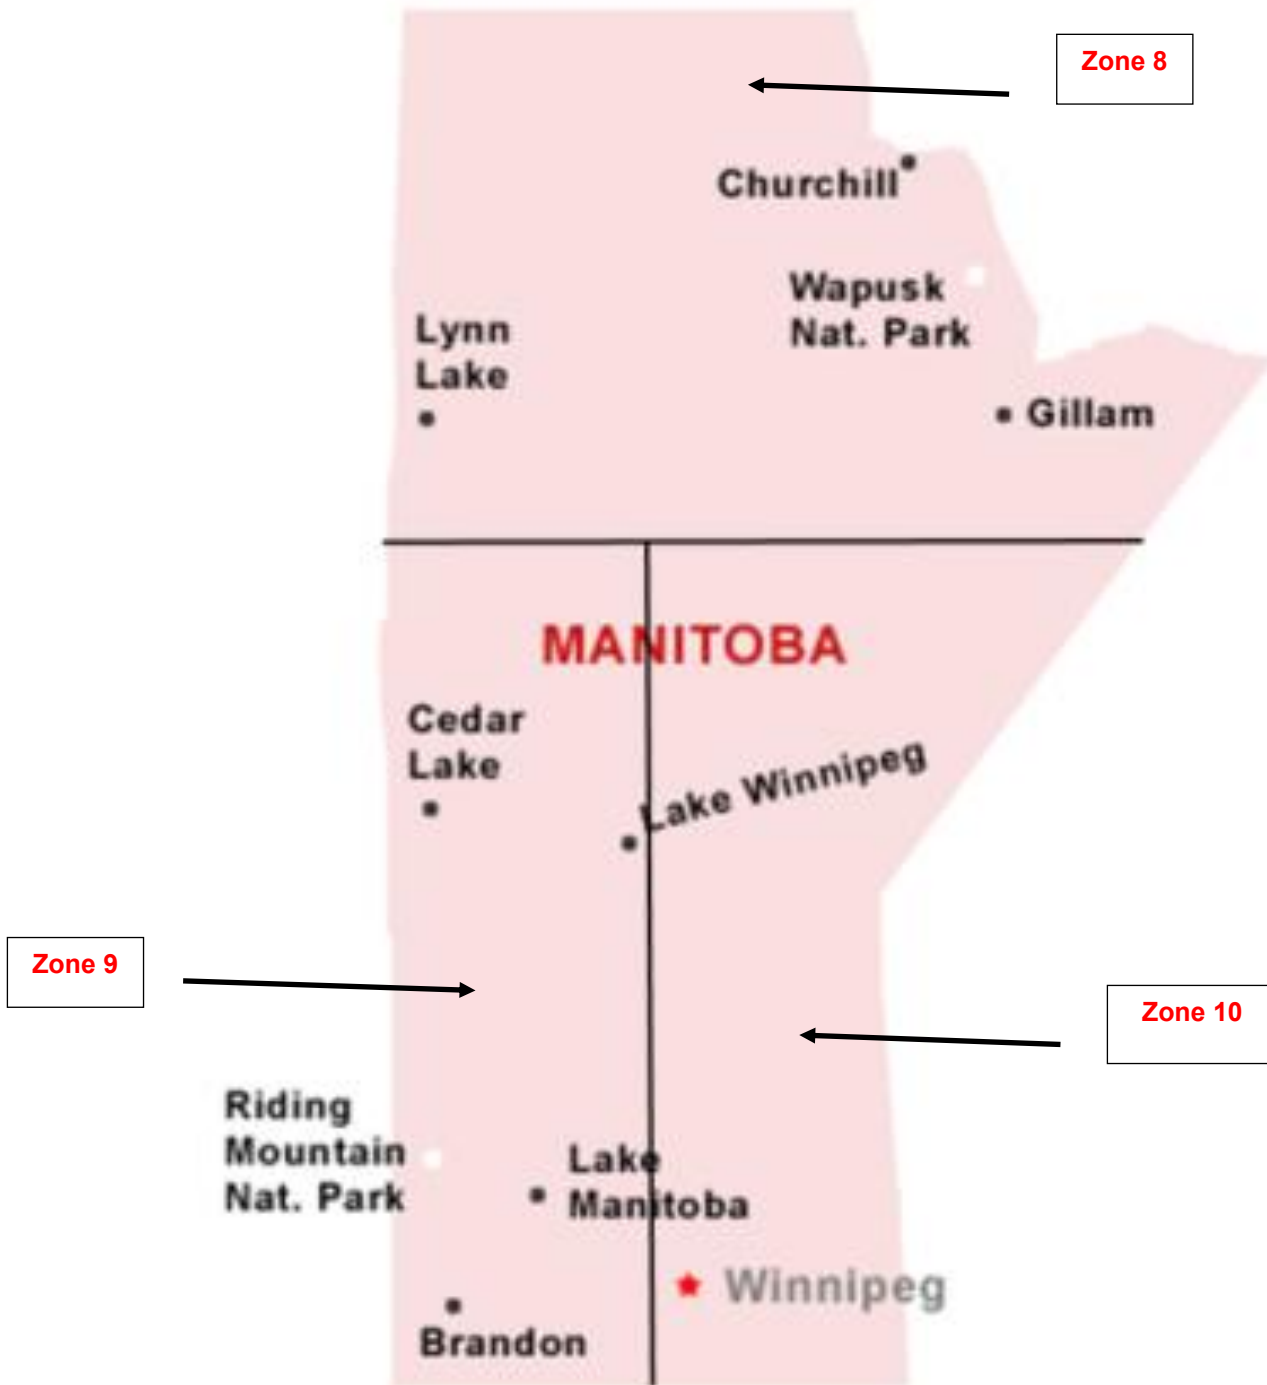 Zone 8
Churchill
Wapusk
Nat. Park
Lynn
Lake
Gillam
MANITOBA
Cedar
Lake
Lake Winnipeg
Zone 9
Zone 10
Riding
Mountain
Nat. Park
Lake
Manitoba
Winnipeg
Brandon